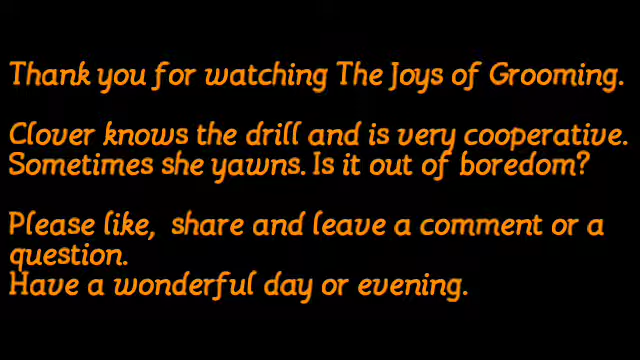 Thank you for watching The Joys of Grooming.
Clover knows the drill and is very cooperative.
Sometimes she yawns. Is it out of boredom?
Please like,  share and leave a comment or a
question.
Have a wonderful day or evening.